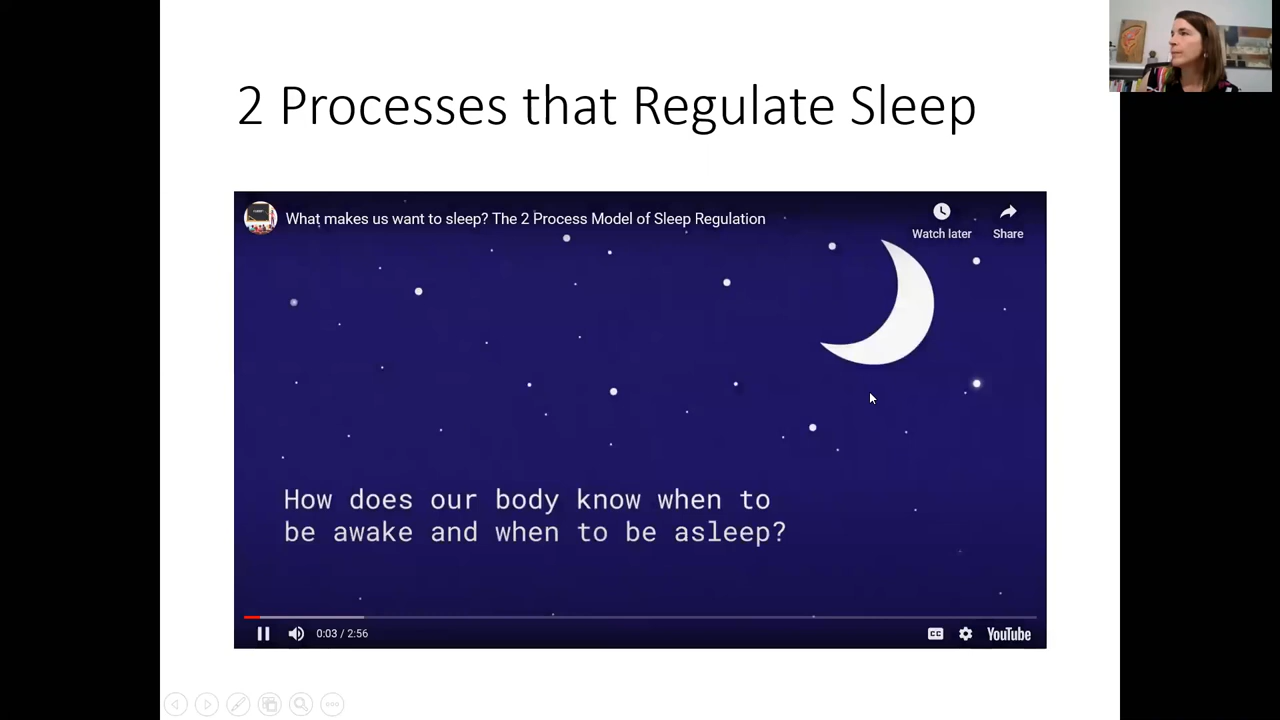 2 Processes that Regulate Sleep
What makes us want to sleep? The 2 Process Model of Sleep Regulation
Watch later
Share
How does our body know when to
be awake and when to be asleep?
0:03 / 2:56
CC
YouTube